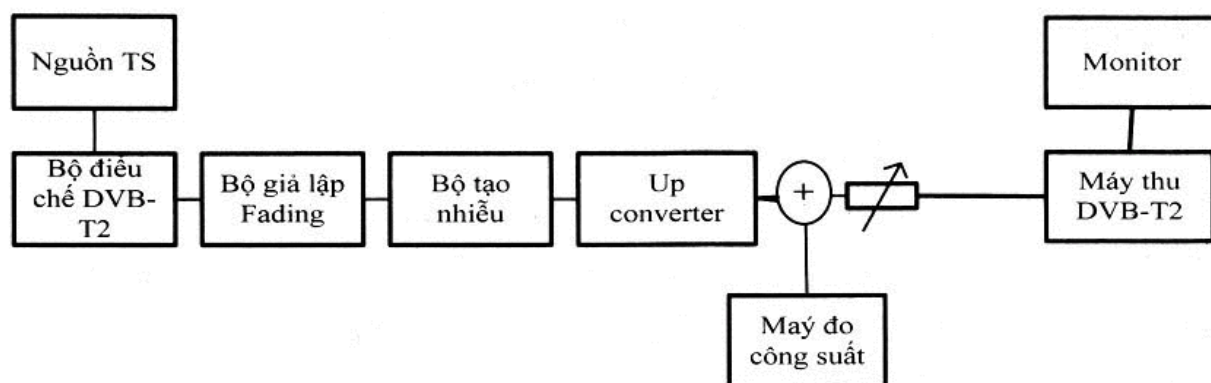 Nguồn TS
Monitor
Bộ điều
chế DVB-
T2
Bộ giả lập
Fading
Bộ tạo
nhiễu
Up
converter
+
Máy thu
DVB-T2
Maý đo
công suất